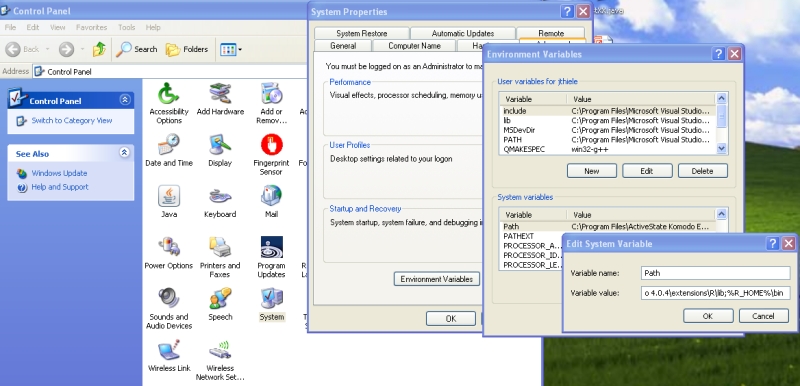 Control Panel
File Edit View Favorites Tools Help
Back Search Folders
Address Control Panel
Control Panel
Switch to Category View
See Also
Windows Update
Help and Support
Accessibility Options
Add Hardware
Add or Remov...
Date and Time
Display
Fingerprint Sensor
Java
Keyboard
Mail
Power Options
Printers and Faxes
Program Updates
Sounds and Audio Devices
Speech
System
Wireless Link
Wireless Network Set...
System Properties
System Restore Automatic Updates Remote
General Computer Name
You must be logged on as an Administrator to
Performance
Visual effects, processor scheduling, memory
User Profiles
Desktop settings related to your logon
Startup and Recovery
System startup, system failure, and debugging
Environment Variables
OK
Environment Variables
User variables for jthiele
Variable Value
include C:\Program Files\Microsoft Visual Studio...
lib C:\Program Files\Microsoft Visual Studio...
MSDevDir C:\Program Files\Microsoft Visual Studio...
PATH C:\Program Files\Microsoft Visual Studio...
QMAKESPEC win32-g++
New Edit Delete
System variables
Variable Value
Path C:\Program Files\ActiveState Komodo E...
PATHEXT
PROCESSOR_A...
PROCESSOR_ID...
PROCESSOR_LE...
Edit System Variable
Variable name: Path
Variable value: o 4.0.4\extensions\R\lib;%R_HOME%\bin
OK Cancel